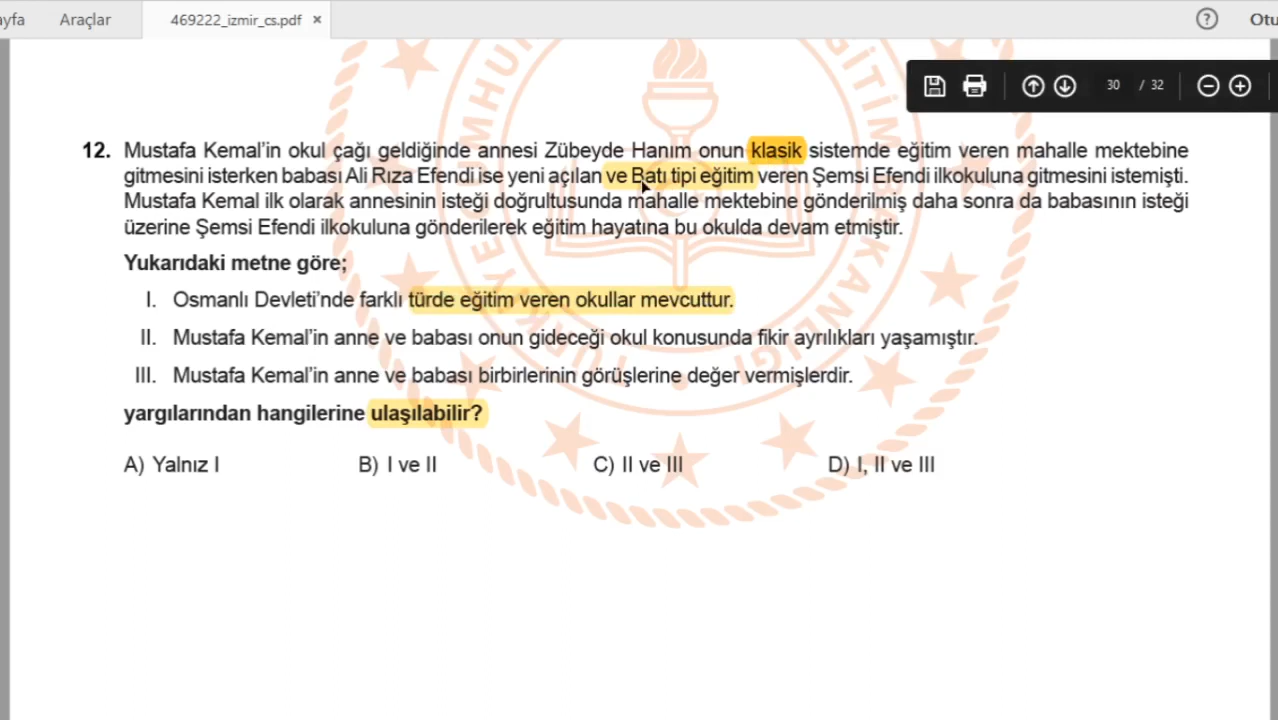 ayfa Araçlar 469222_izmir_cs.pdf × ? Otu
30 / 32
12. Mustafa Kemal'in okul çağı geldiğinde annesi Zübeyde Hanım onun klasik sistemde eğitim veren mahalle mektebine
gitmesini isterken babası Ali Rıza Efendi ise yeni açılan ve Batı tipi eğitim veren Şemsi Efendi ilkokuluna gitmesini istemişti.
Mustafa Kemal ilk olarak annesinin isteği doğrultusunda mahalle mektebine gönderilmiş daha sonra da babasının isteği
üzerine Şemsi Efendi ilkokuluna gönderilerek eğitim hayatına bu okulda devam etmiştir.
Yukarıdaki metne göre;
I. Osmanlı Devleti'nde farklı türde eğitim veren okullar mevcuttur.
II. Mustafa Kemal'in anne ve babası onun gideceği okul konusunda fikir ayrılıkları yaşamıştır.
III. Mustafa Kemal'in anne ve babası birbirlerinin görüşlerine değer vermişlerdir.
yargılarından hangilerine ulaşılabilir?
A) Yalnız I B) I ve II C) II ve III D) I, II ve III